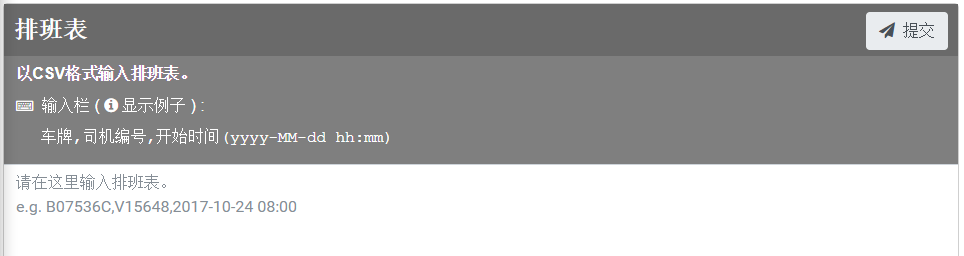 排班表
提交
以CSV格式输入排班表。
输入栏 ( 显示例子 ) :
车牌,司机编号,开始时间(yyyy-MM-dd hh:mm)
请在这里输入排班表。
e.g. B07536C,V15648,2017-10-24 08:00